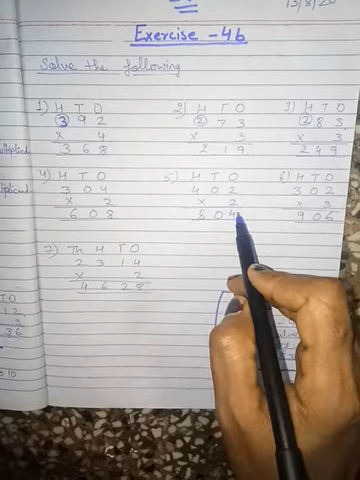 13/8/20
Exercise - 4b
Solve the following
1) H T O
③ 9 2
x 4
3 6 8
2) H T O
② 7 3
x 3
2 1 9
3) H T O
② 8 3
x 3
2 4 9
4) H T O
3 0 4
x 2
6 0 8
5) H T O
4 0 2
x 2
8 0 4
6) H T O
3 0 2
x 3
9 0 6
7) Th H T O
2 3 1 4
x 2
4 6 2 8